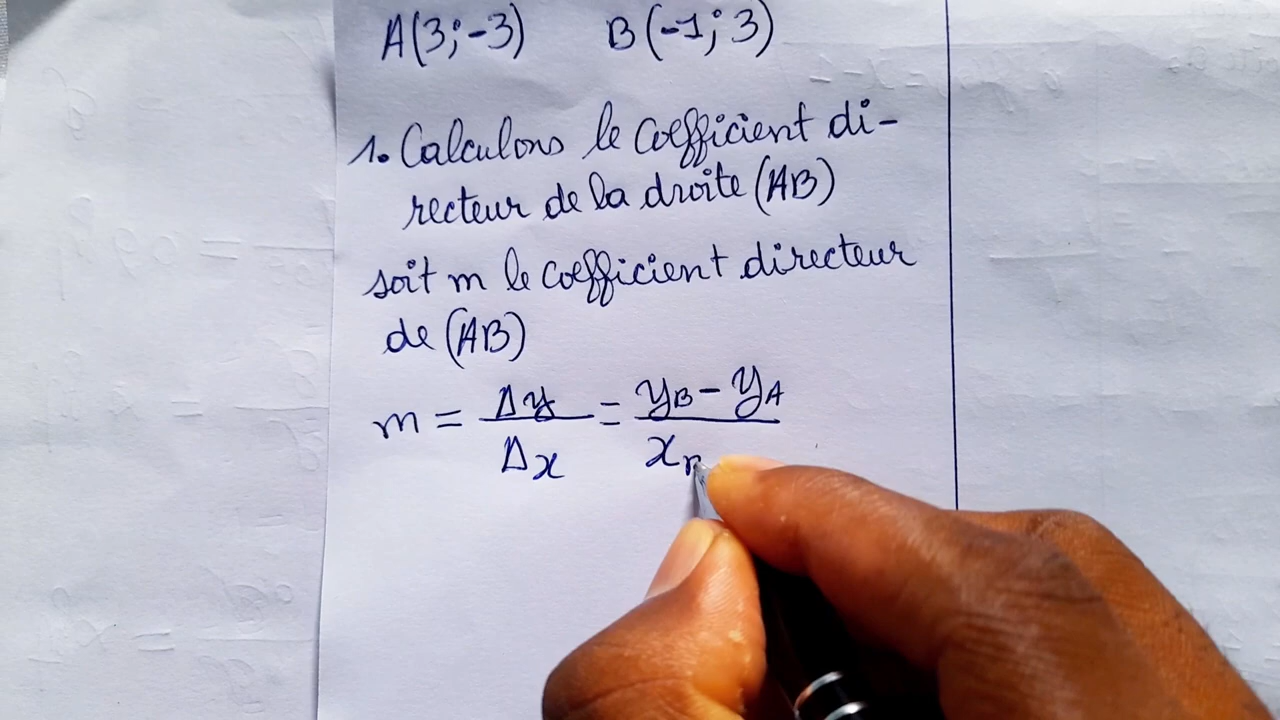 A(3;-3) B(-1;3)
1. Calculons le coefficient di-
recteur de la droite (AB)
soit m le coefficient directeur
de (AB)
m = Δy/Δx = yB - yA/x